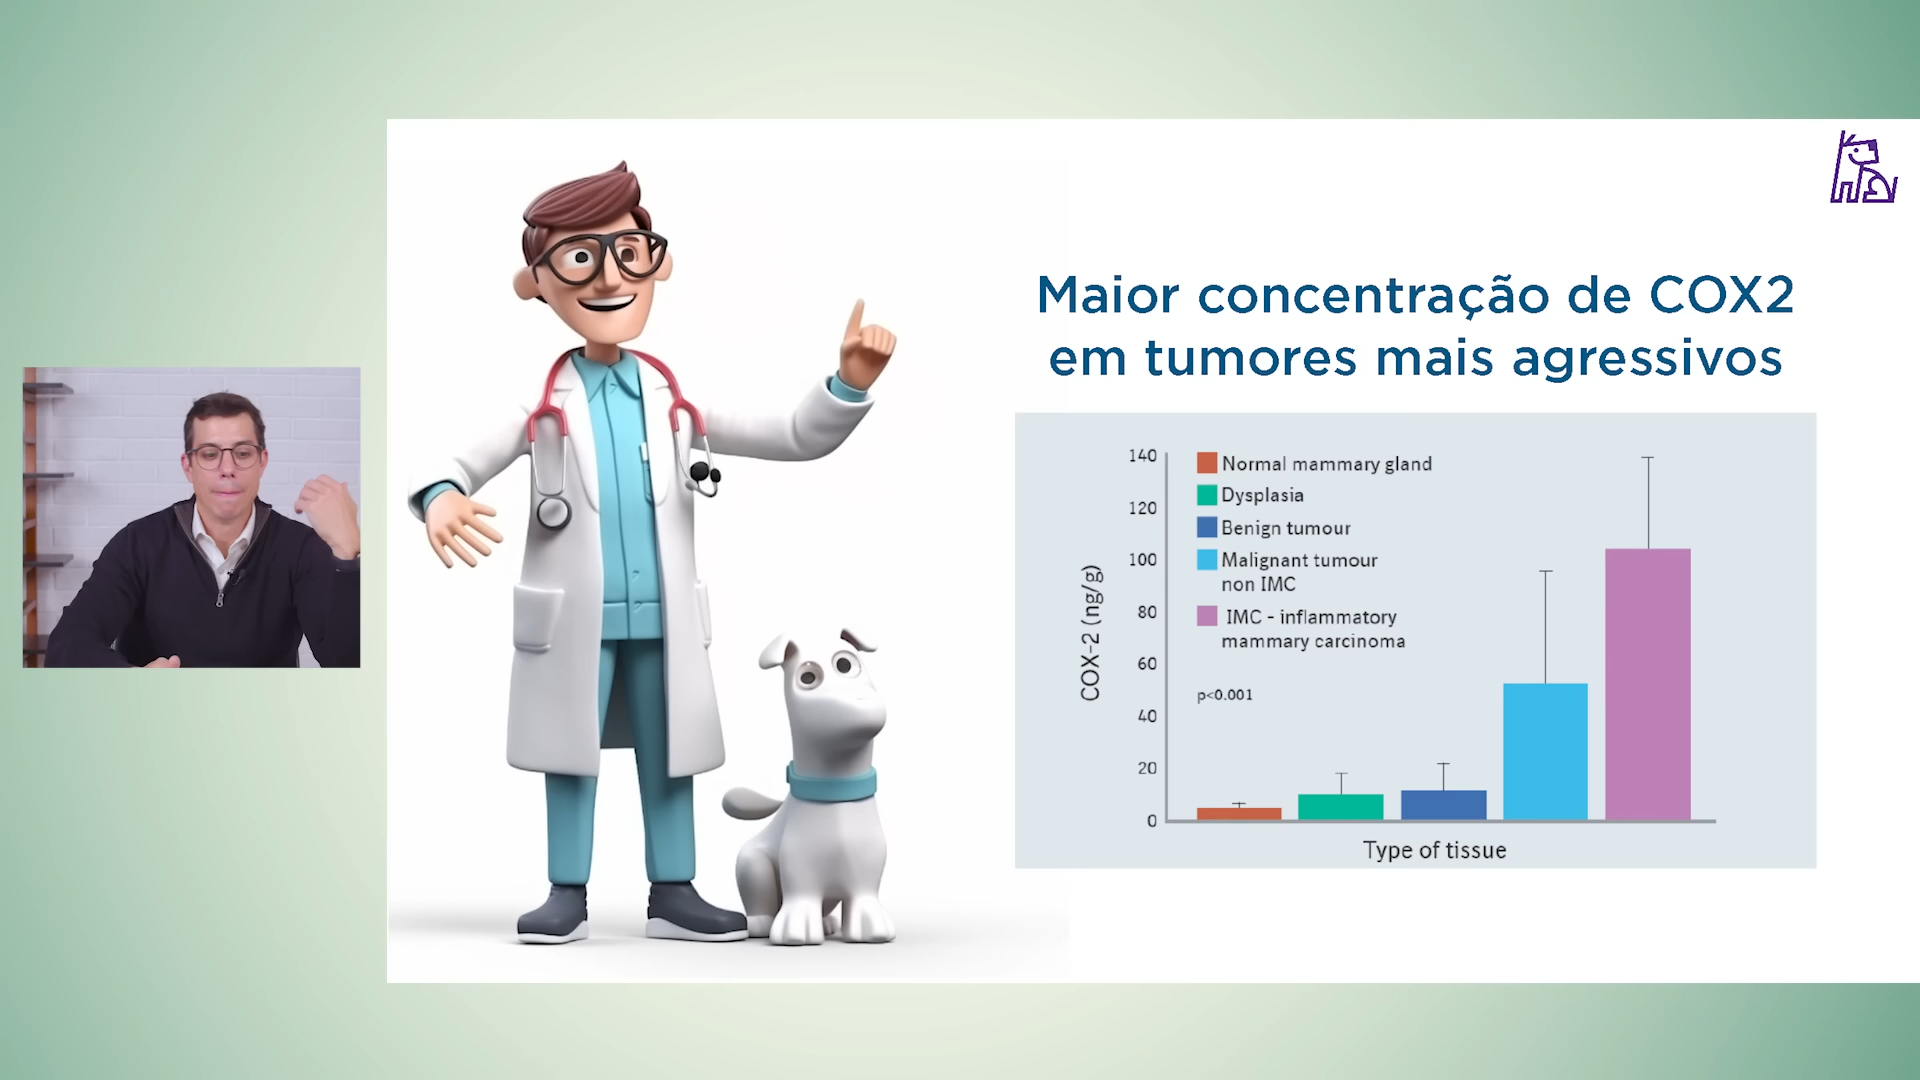 Maior concentração de COX2
em tumores mais agressivos
140
120
100
80
60
40
20
0
COX-2 (ng/g)
Normal mammary gland
Dysplasia
Benign tumour
Malignant tumour
non IMC
IMC - inflammatory
mammary carcinoma
p<0.001
Type of tissue